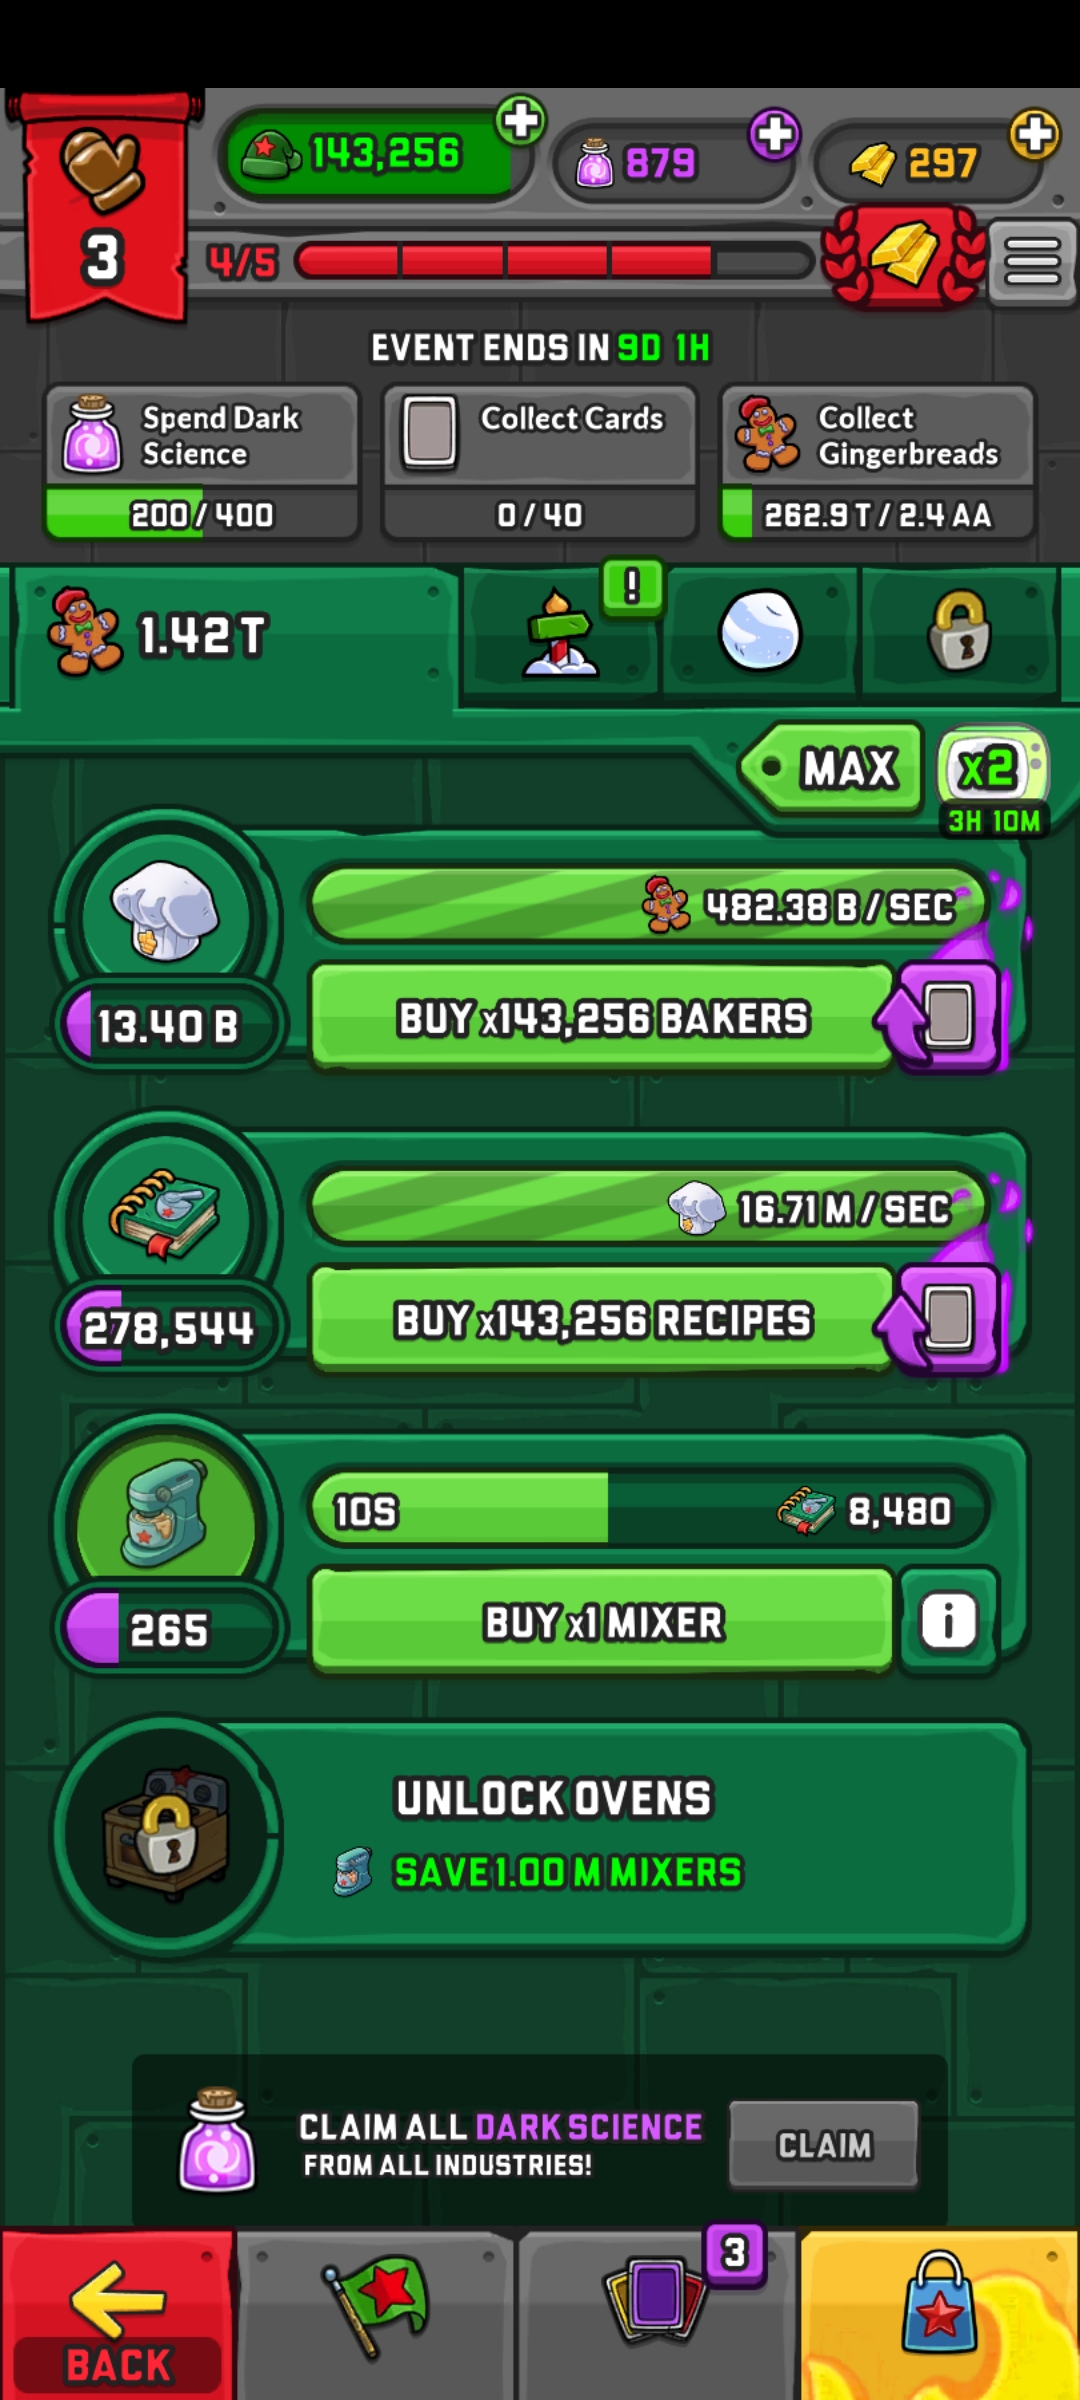 143,256
879
297
3
4/5
EVENT ENDS IN 9D 1H
Spend Dark
Science
200/400
Collect Cards
0/40
Collect
Gingerbreads
262.9 T/2.4 AA
1.42 T
!
MAX
x2
3H 10M
482.38 B/SEC
13.40 B
BUY x143,256 BAKERS
16.71 M/SEC
278,544
BUY x143,256 RECIPES
10S
8,480
265
BUY x1 MIXER
i
UNLOCK OVENS
SAVE 1.00 M MIXERS
CLAIM ALL DARK SCIENCE
FROM ALL INDUSTRIES!
CLAIM
3
BACK